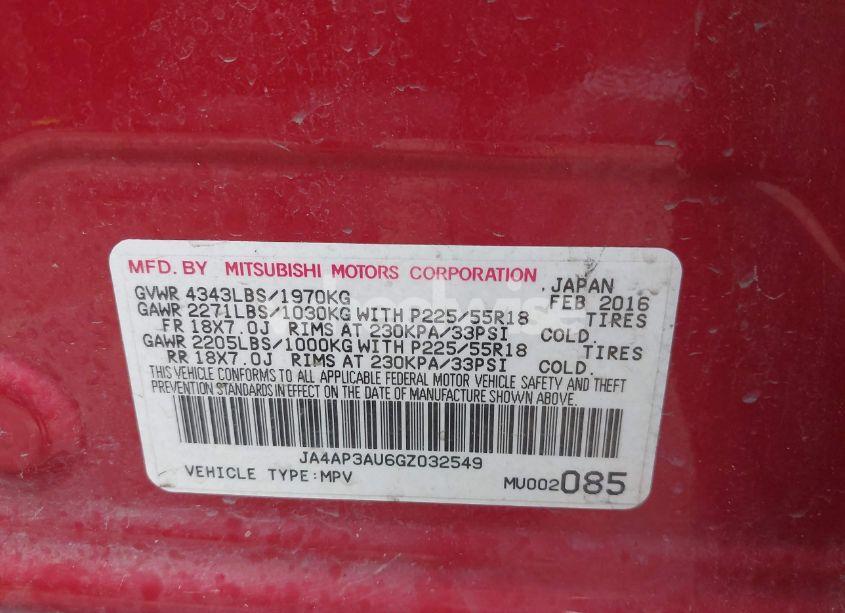 MFD. BY MITSUBISHI MOTORS CORPORATION, JAPAN
GVWR 4343LBS/1970KG FEB 2016
GAWR 2271LBS/1030KG WITH P225/55R18 TIRES
FR 18X7.0J RIMS AT 230KPA/33PSI COLD.
GAWR 2205LBS/1000KG WITH P225/55R18 TIRES
RR 18X7.0J RIMS AT 230KPA/33PSI COLD.
THIS VEHICLE CONFORMS TO ALL APPLICABLE FEDERAL MOTOR VEHICLE SAFETY AND THEFT
PREVENTION STANDARDS IN EFFECT ON THE DATE OF MANUFACTURE SHOWN ABOVE.
JA4AP3AU6GZ032549
VEHICLE TYPE:MPV MU002085